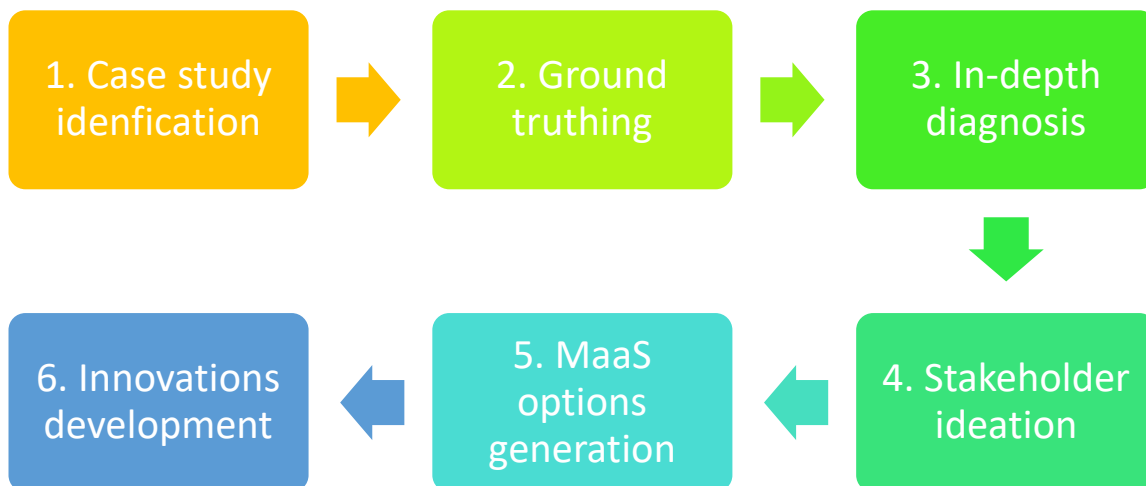 1. Case study
idenfication
2. Ground
truthing
3. In-depth
diagnosis
4. Stakeholder
ideation
5. MaaS
options
generation
6. Innovations
development